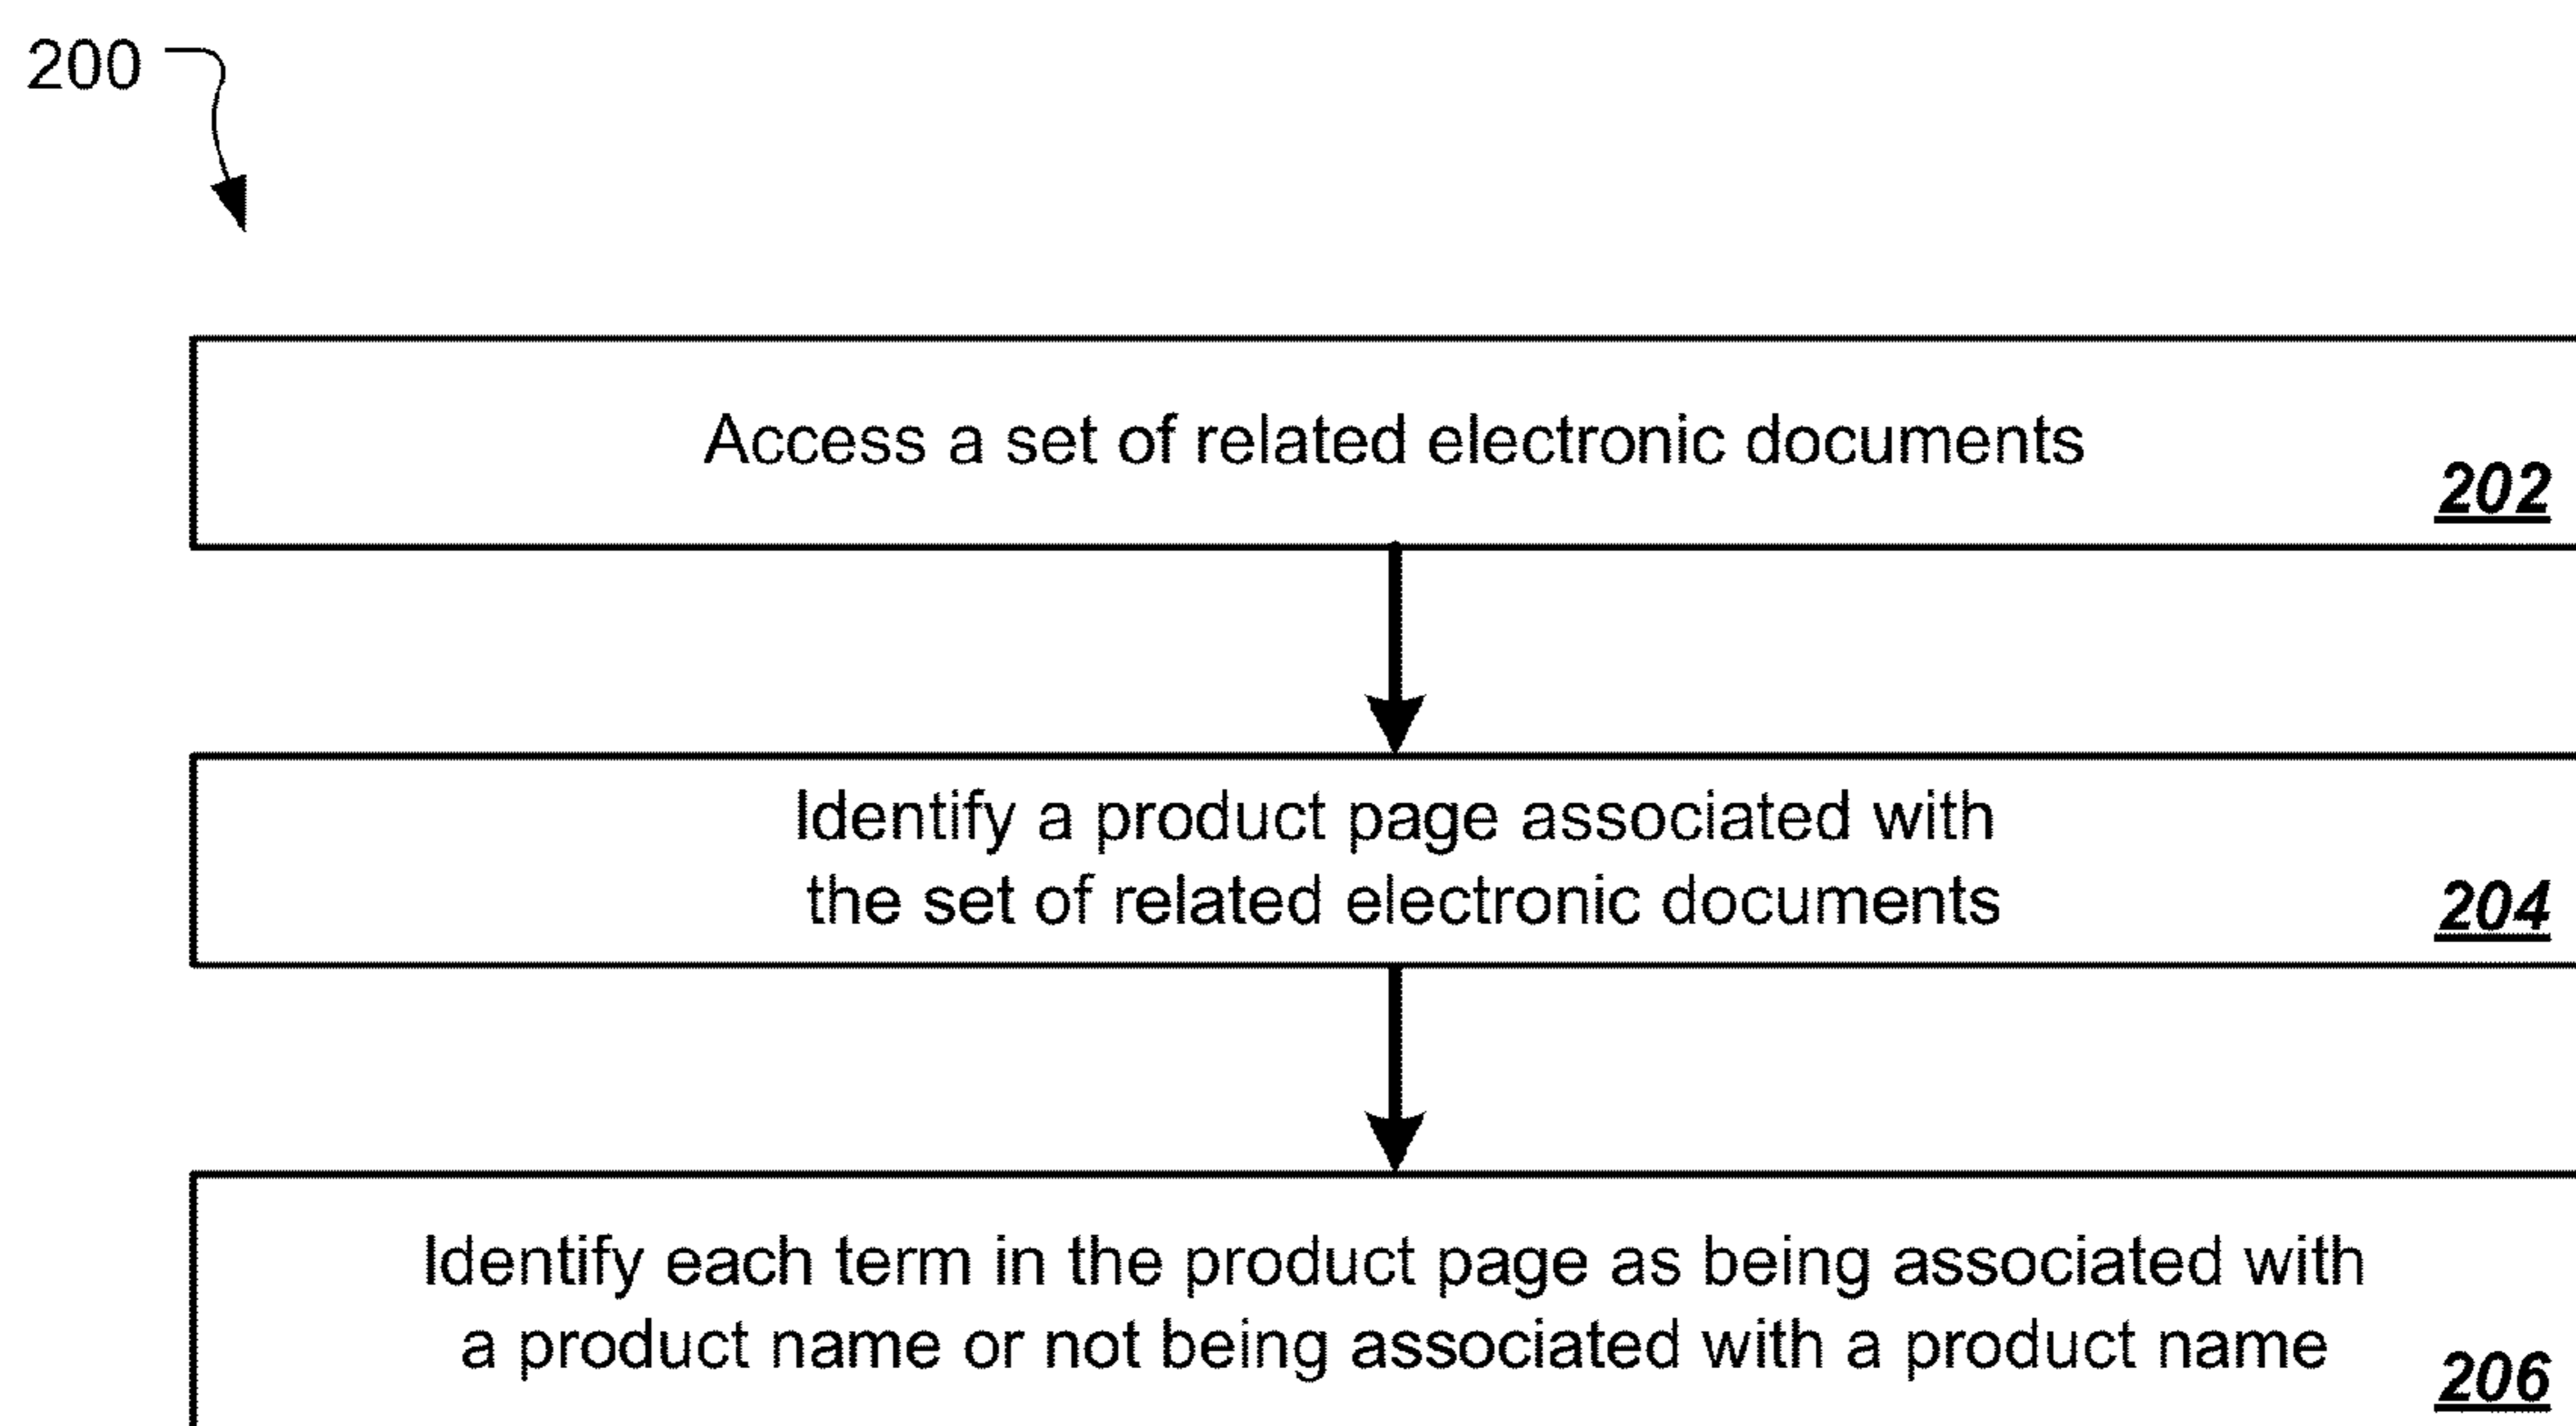 200
Access a set of related electronic documents
202
Identify a product page associated with
the set of related electronic documents
204
Identify each term in the product page as being associated with
a product name or not being associated with a product name
206